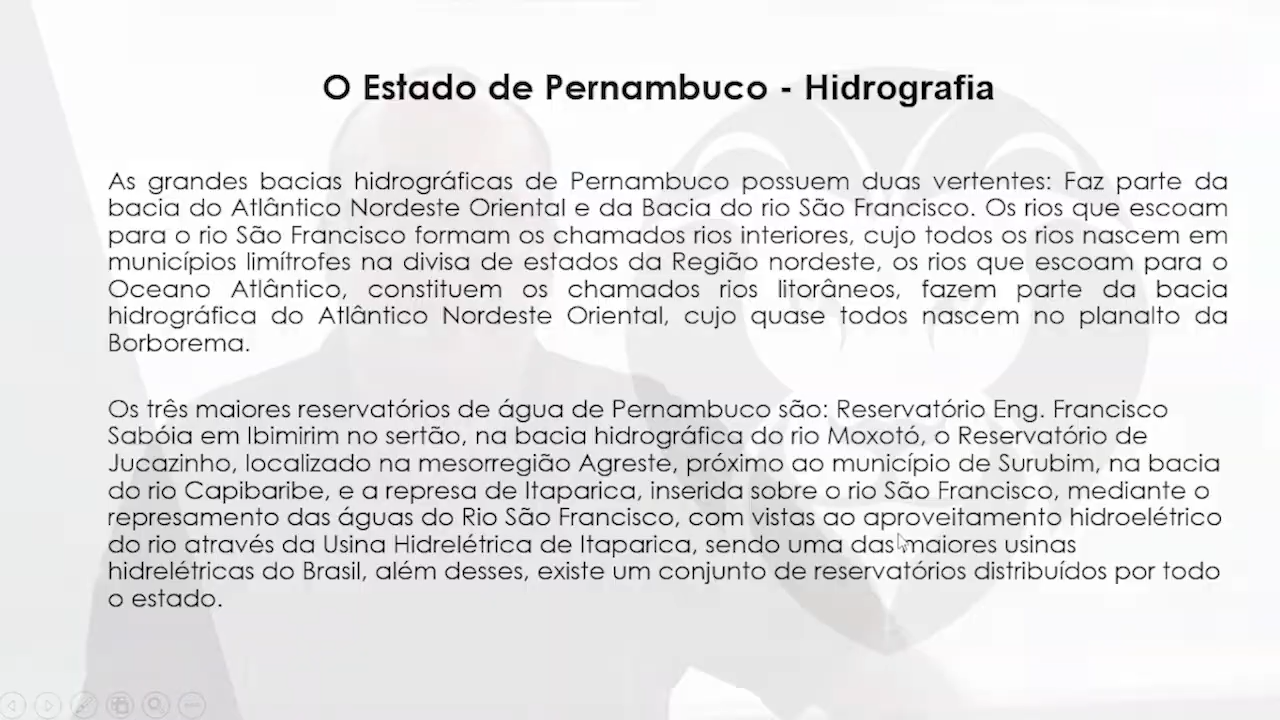 O Estado de Pernambuco - Hidrografia
As grandes bacias hidrográficas de Pernambuco possuem duas vertentes: Faz parte da
bacia do Atlântico Nordeste Oriental e da Bacia do rio São Francisco. Os rios que escoam
para o rio São Francisco formam os chamados rios interiores, cujo todos os rios nascem em
municípios limítrofes na divisa de estados da Região nordeste, os rios que escoam para o
Oceano Atlântico, constituem os chamados rios litorâneos, fazem parte da bacia
hidrográfica do Atlântico Nordeste Oriental, cujo quase todos nascem no planalto da
Borborema.
Os três maiores reservatórios de água de Pernambuco são: Reservatório Eng. Francisco
Sabóia em Ibimirim no sertão, na bacia hidrográfica do rio Moxotó, o Reservatório de
Jucazinho, localizado na mesorregião Agreste, próximo ao município de Surubim, na bacia
do rio Capibaribe, e a represa de Itaparica, inserida sobre o rio São Francisco, mediante o
represamento das águas do Rio São Francisco, com vistas ao aproveitamento hidroelétrico
do rio através da Usina Hidrelétrica de Itaparica, sendo uma das maiores usinas
hidrelétricas do Brasil, além desses, existe um conjunto de reservatórios distribuídos por todo
o estado.